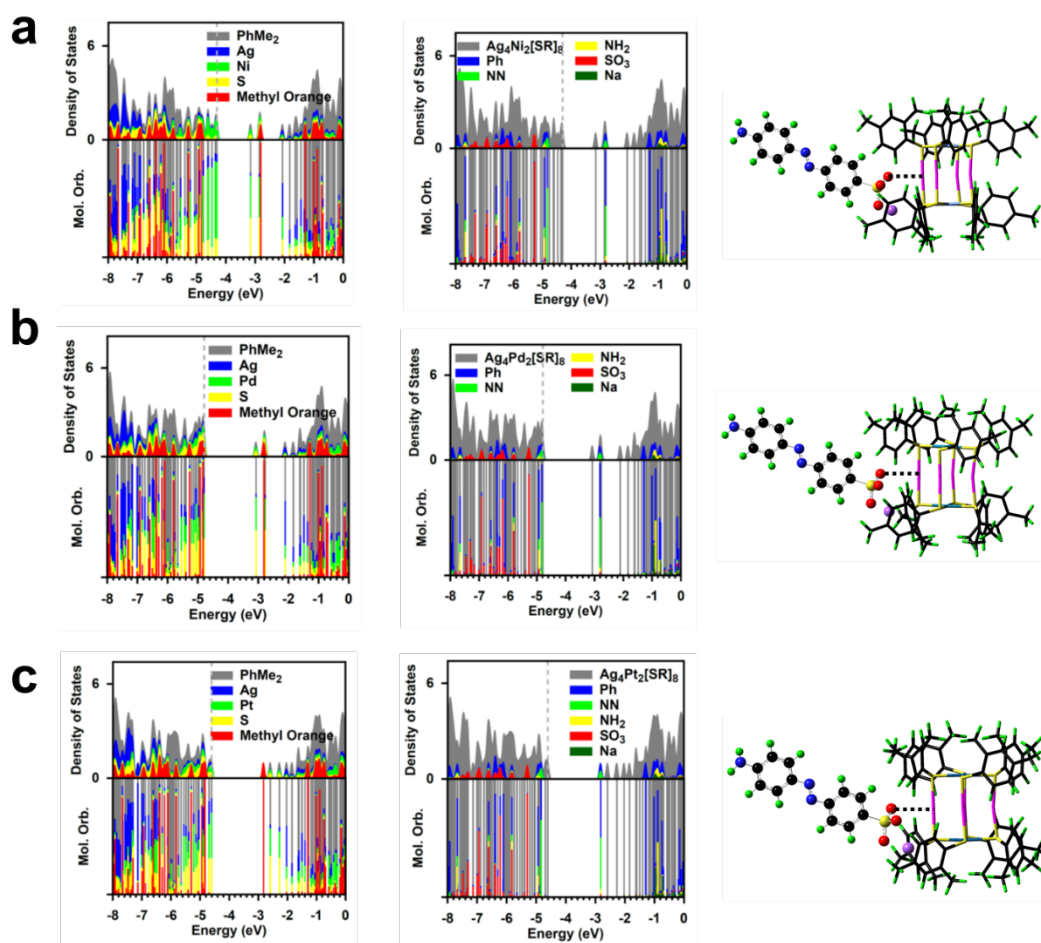 a
Density of States
6
0
PhMe₂
Ag
Ni
S
Methyl Orange
Mol. Orb.
-8 -7 -6 -5 -4 -3 -2 -1 0
Energy (eV)
Density of States
6
0
Ag₄Ni₂[SR]₈ NH₂
Ph SO₃
NN Na
Mol. Orb.
-8 -7 -6 -5 -4 -3 -2 -1 0
Energy (eV)
b
Density of States
6
0
PhMe₂
Ag
Pd
S
Methyl Orange
Mol. Orb.
-8 -7 -6 -5 -4 -3 -2 -1 0
Energy (eV)
Density of States
6
0
Ag₄Pd₂[SR]₈ NH₂
Ph SO₃
NN Na
Mol. Orb.
-8 -7 -6 -5 -4 -3 -2 -1 0
Energy (eV)
c
Density of States
6
0
PhMe₂
Ag
Pt
S
Methyl Orange
Mol. Orb.
-8 -7 -6 -5 -4 -3 -2 -1 0
Energy (eV)
Density of States
6
0
Ag₄Pt₂[SR]₈
Ph
NN
NH₂
SO₃
Na
Mol. Orb.
-8 -7 -6 -5 -4 -3 -2 -1 0
Energy (eV)